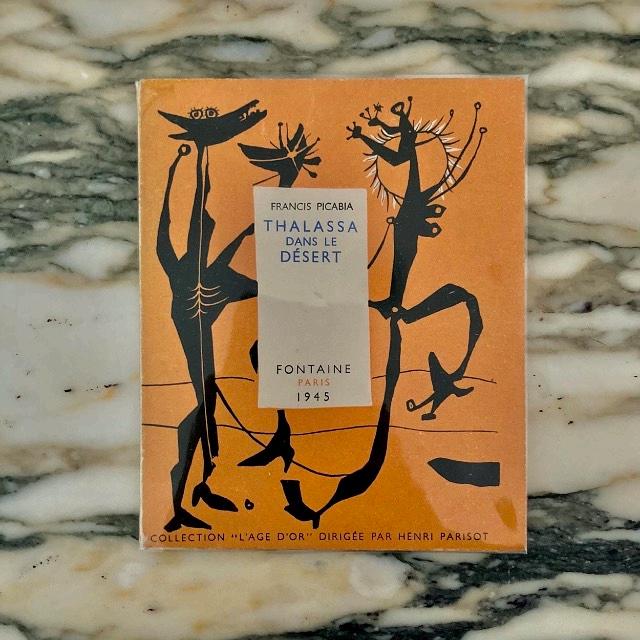 FRANCIS PICABIA
THALASSA
DANS LE
DÉSERT
FONTAINE
PARIS
1945
COLLECTION "L'AGE D'OR" DIRIGÉE PAR HENRI PARISOT